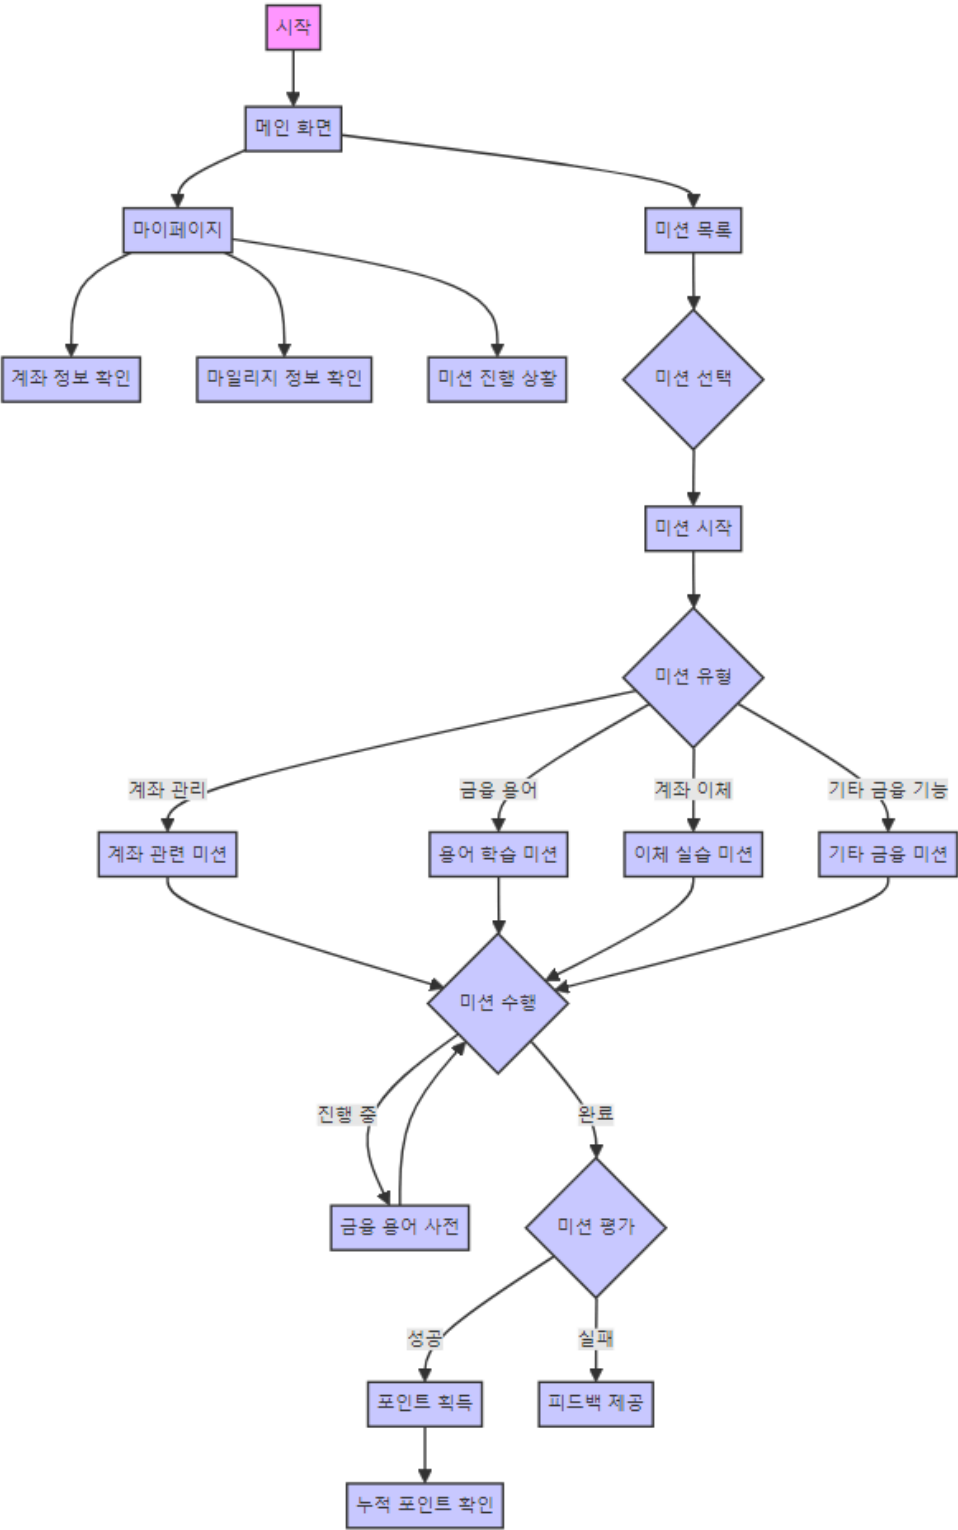 시작
메인 화면
마이페이지
미션 목록
계좌 정보 확인
마일리지 정보 확인
미션 진행 상황
미션 선택
미션 시작
미션 유형
계좌 관리
금융 용어
계좌 이체
기타 금융 기능
계좌 관련 미션
용어 학습 미션
이체 실습 미션
기타 금융 미션
미션 수행
진행 중
완료
금융 용어 사전
미션 평가
성공
실패
포인트 획득
피드백 제공
누적 포인트 확인